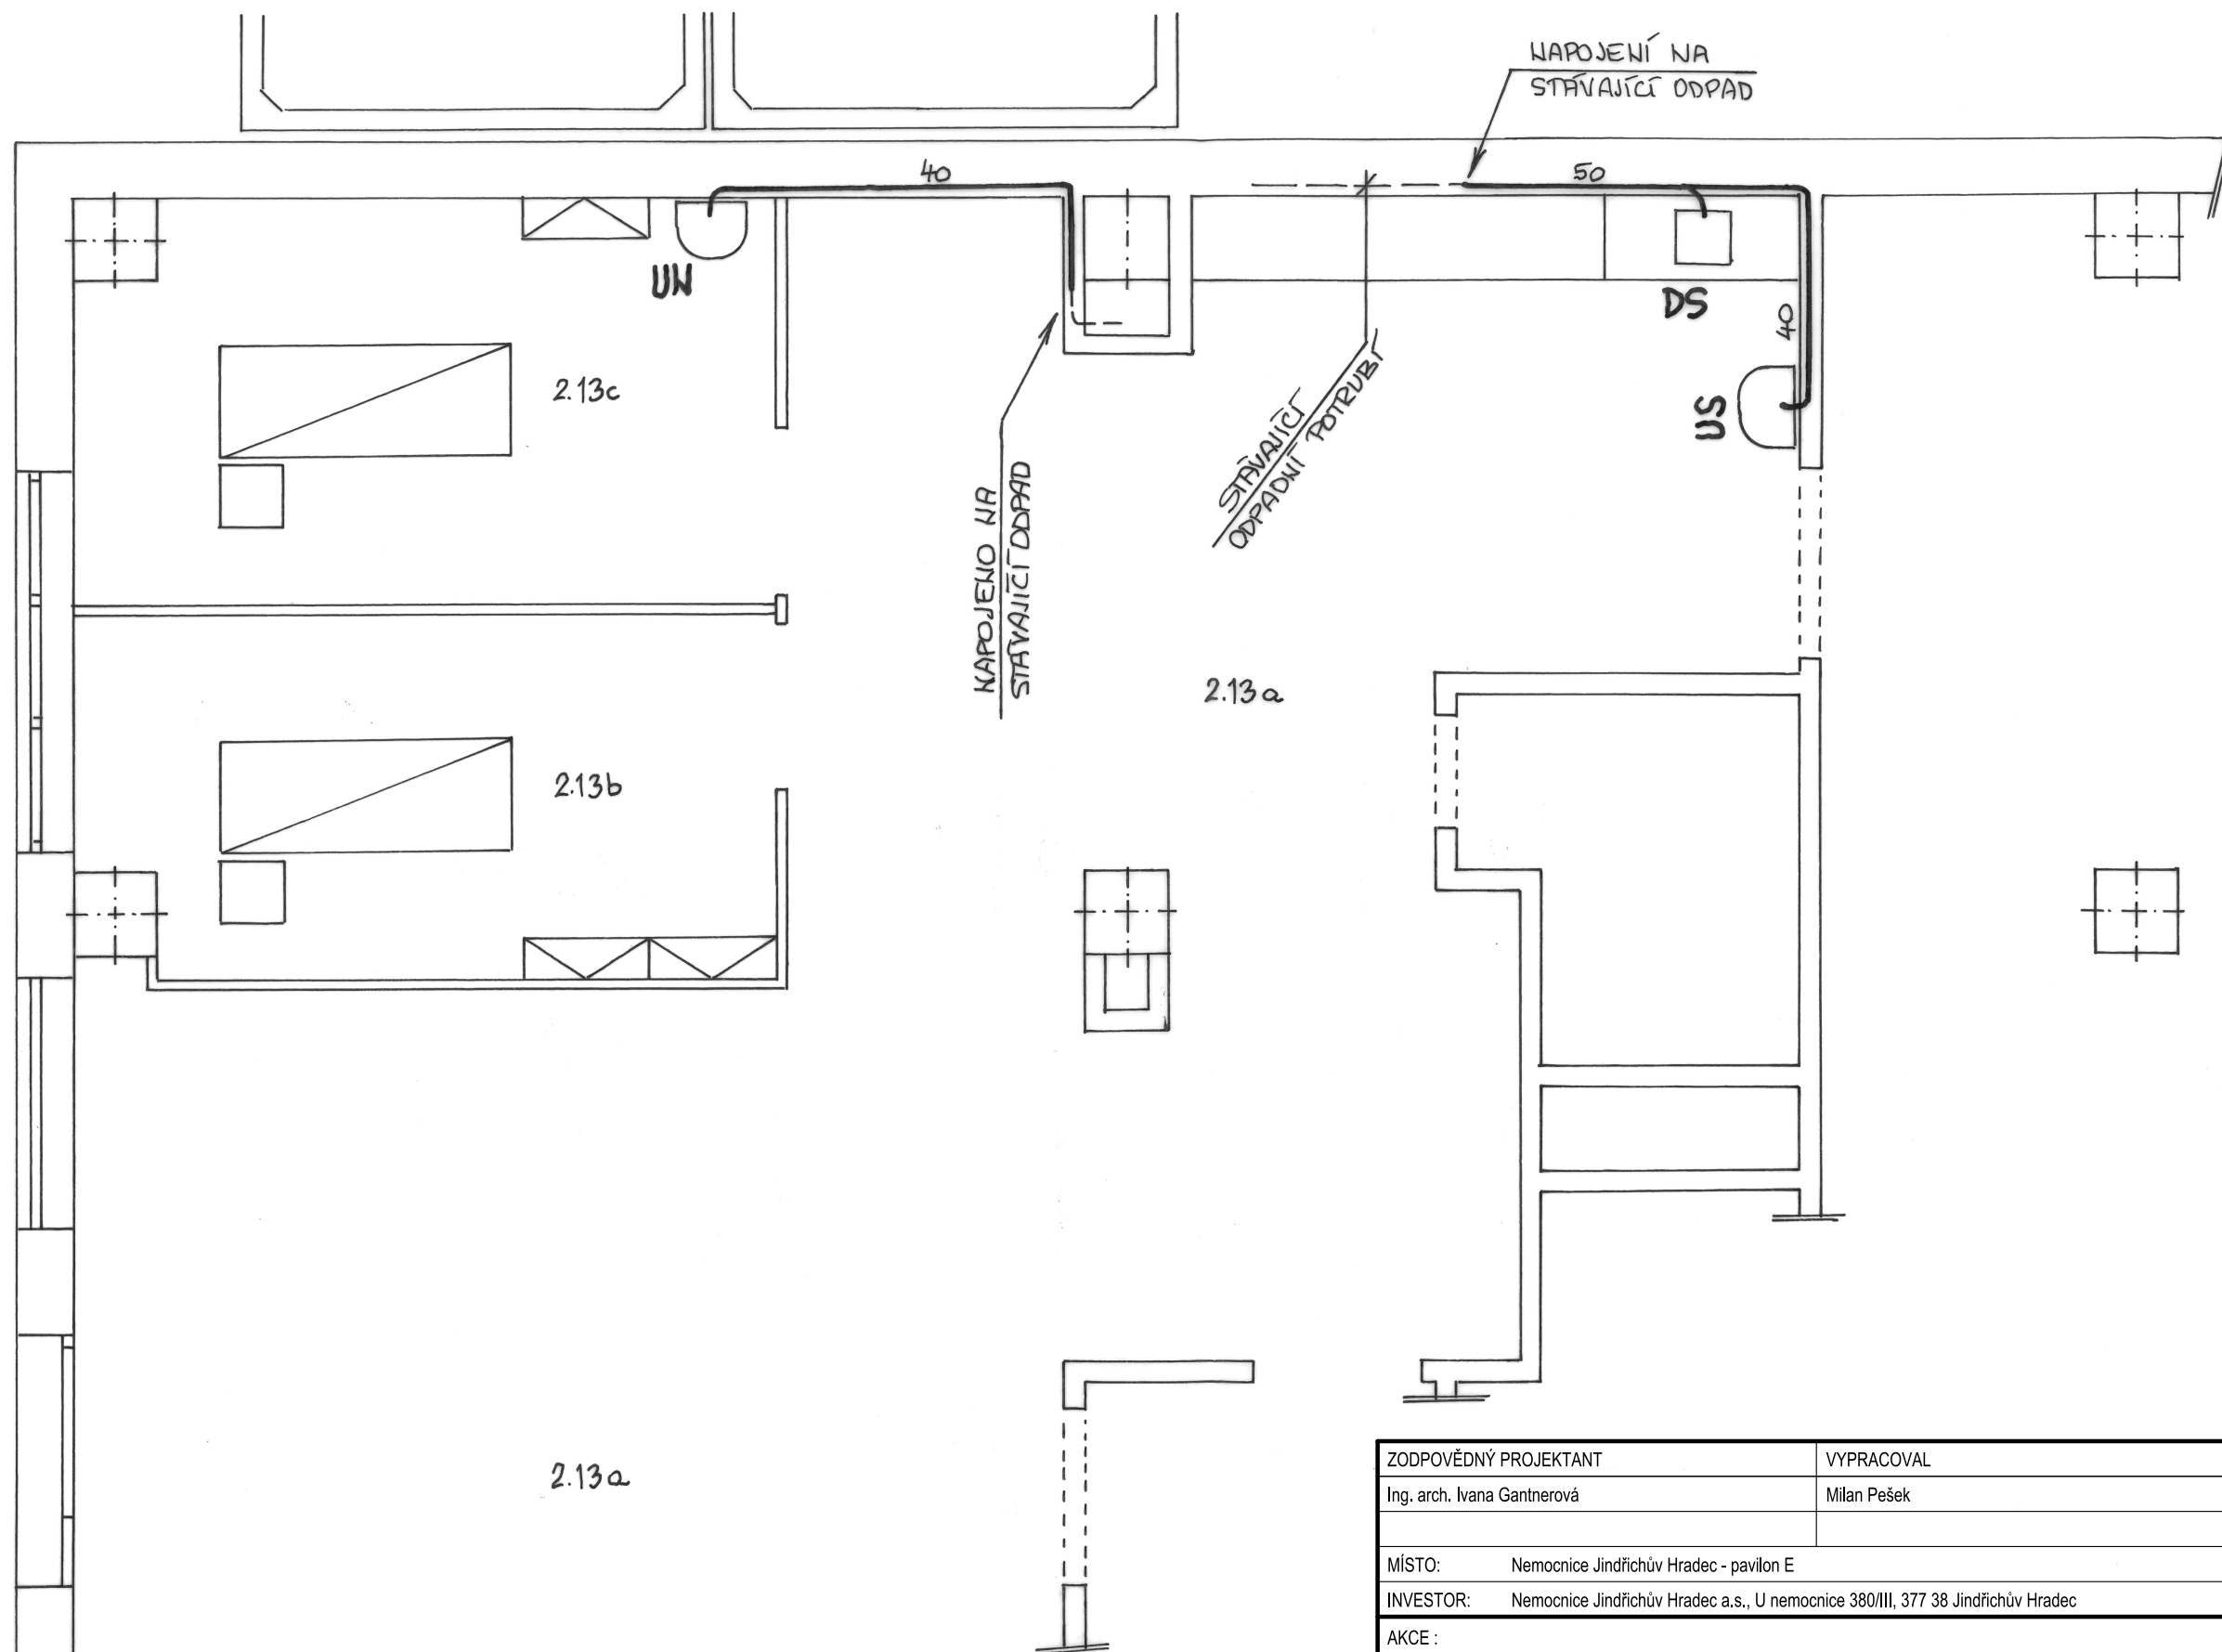 NAPOJENÍ NA
STÁVAJÍCÍ ODPAD
40
50
UN
DS
40
2.13c
US
STÁVAJÍCÍ
ODPADNÍ POTRUBÍ
NAPOJENO NA
STÁVAJÍCÍ ODPAD
2.13a
2.13b
2.13a
ZODPOVĚDNÝ PROJEKTANT VYPRACOVAL
Ing. arch. Ivana Gantnerová Milan Pešek
MÍSTO: Nemocnice Jindřichův Hradec - pavilon E
INVESTOR: Nemocnice Jindřichův Hradec a.s., U nemocnice 380/III, 377 38 Jindřichův Hradec
AKCE :